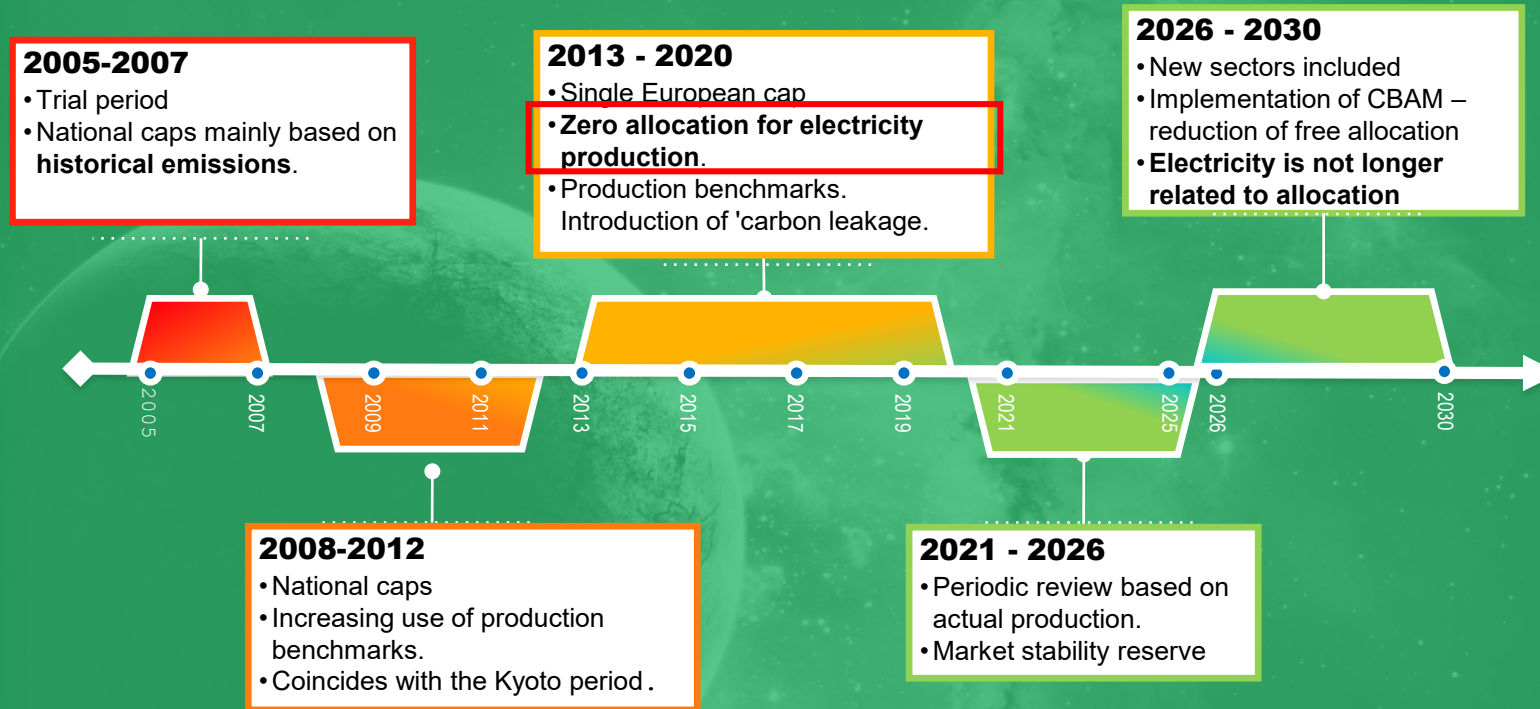 2005-2007
• Trial period
• National caps mainly based on
historical emissions.
2013 - 2020
• Single European cap
• Zero allocation for electricity
production.
• Production benchmarks.
Introduction of 'carbon leakage.
2026 - 2030
• New sectors included
• Implementation of CBAM –
reduction of free allocation
• Electricity is not longer
related to allocation
2005
2007
2009
2011
2013
2015
2017
2019
2021
2025
2026
2030
2008-2012
• National caps
• Increasing use of production
benchmarks.
• Coincides with the Kyoto period.
2021 - 2026
• Periodic review based on
actual production.
• Market stability reserve